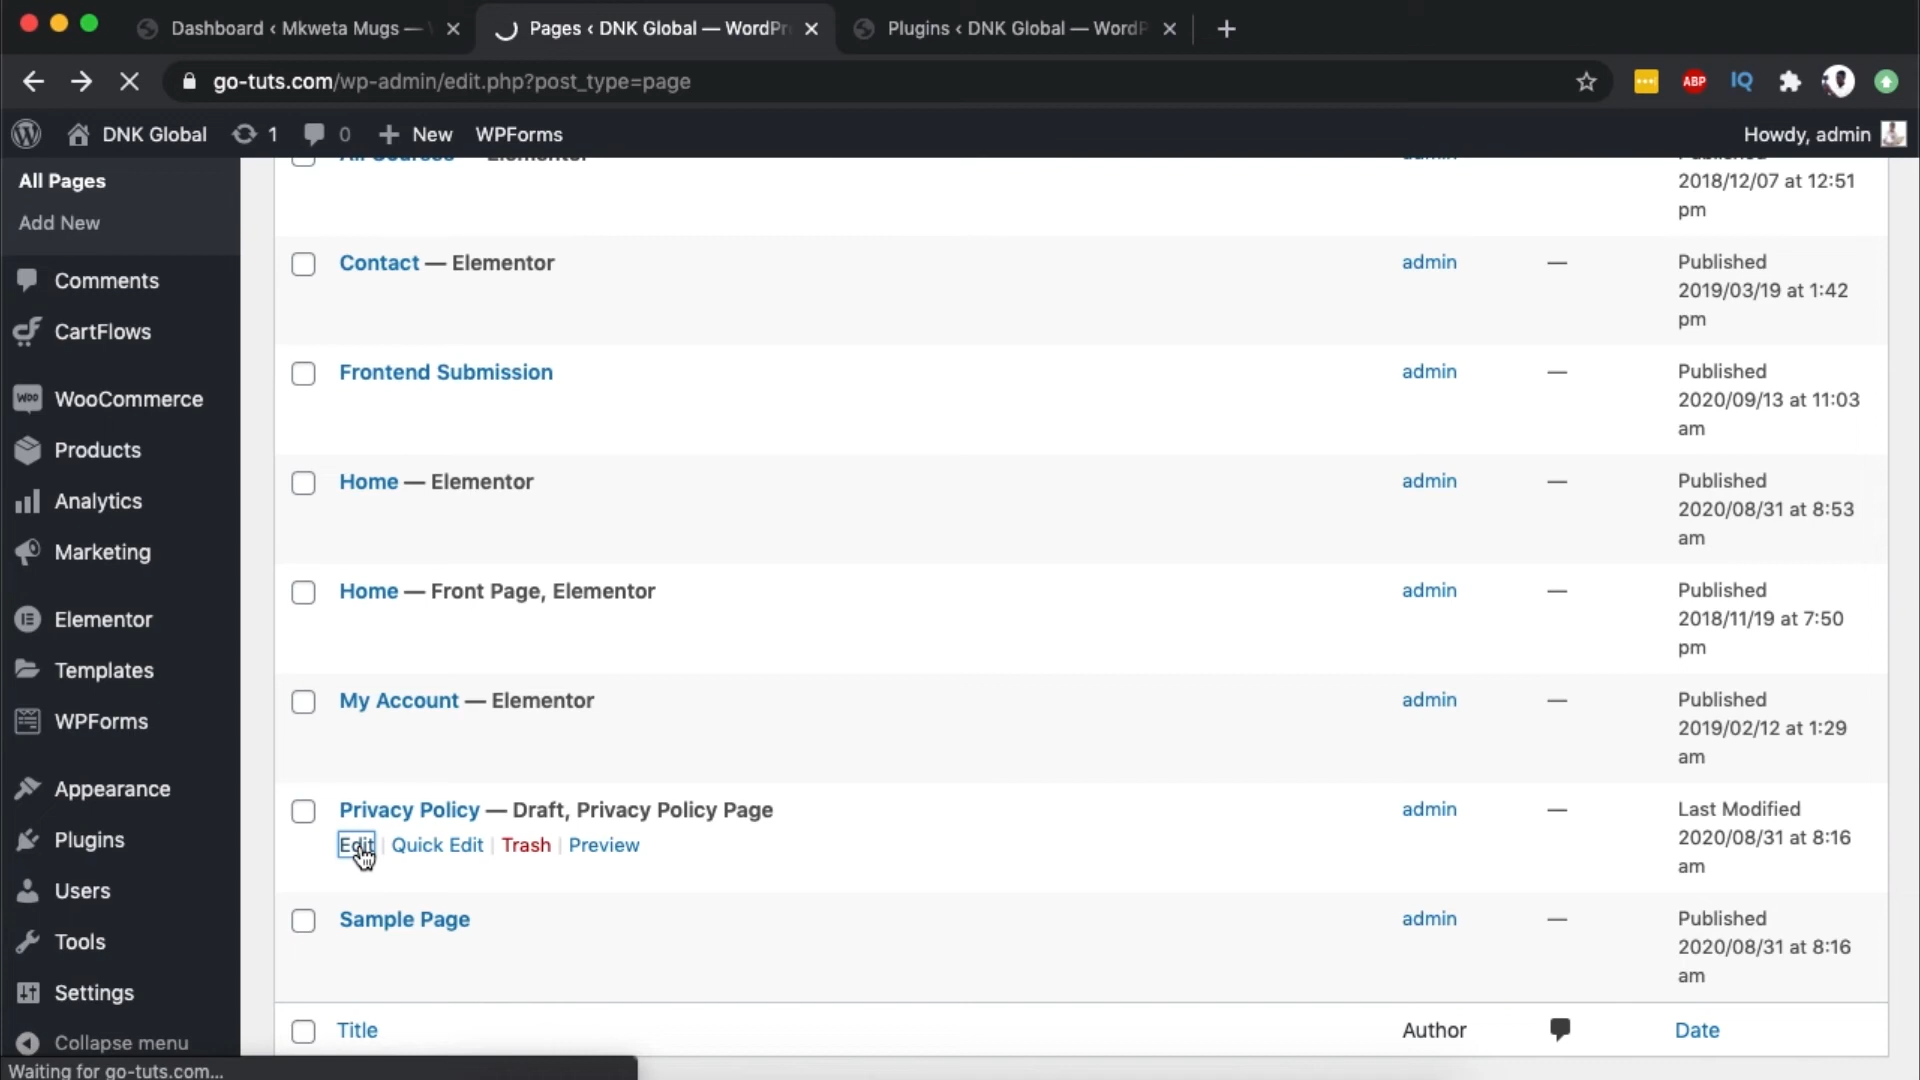 Dashboard ‹ Mkweta Mugs —
Pages ‹ DNK Global — WordPr
Plugins ‹ DNK Global — WordP
go-tuts.com/wp-admin/edit.php?post_type=page
ABP
IQ
DNK Global
1
0
New
WPForms
Howdy, admin
All Pages
Add New
Comments
CartFlows
WooCommerce
Products
Analytics
Marketing
Elementor
Templates
WPForms
Appearance
Plugins
Users
Tools
Settings
Collapse menu
All Courses — Elementor
admin
Published
2018/12/07 at 12:51
pm
Contact — Elementor
admin
—
Published
2019/03/19 at 1:42
pm
Frontend Submission
admin
—
Published
2020/09/13 at 11:03
am
Home — Elementor
admin
—
Published
2020/08/31 at 8:53
am
Home — Front Page, Elementor
admin
—
Published
2018/11/19 at 7:50
pm
My Account — Elementor
admin
—
Published
2019/02/12 at 1:29
am
Privacy Policy — Draft, Privacy Policy Page
Edit | Quick Edit | Trash | Preview
admin
—
Last Modified
2020/08/31 at 8:16
am
Sample Page
admin
—
Published
2020/08/31 at 8:16
am
Title
Author
Date
Waiting for go-tuts.com...